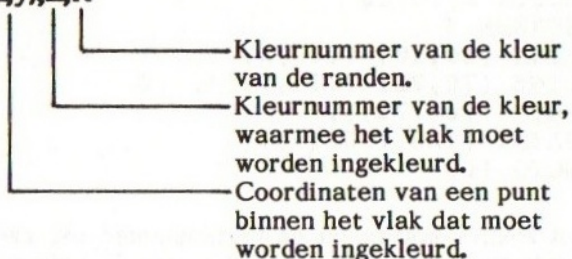 Kleurnummer van de kleur
van de randen.
Kleurnummer van de kleur,
waarmee het vlak moet
worden ingekleurd.
Coordinaten van een punt
binnen het vlak dat moet
worden ingekleurd.